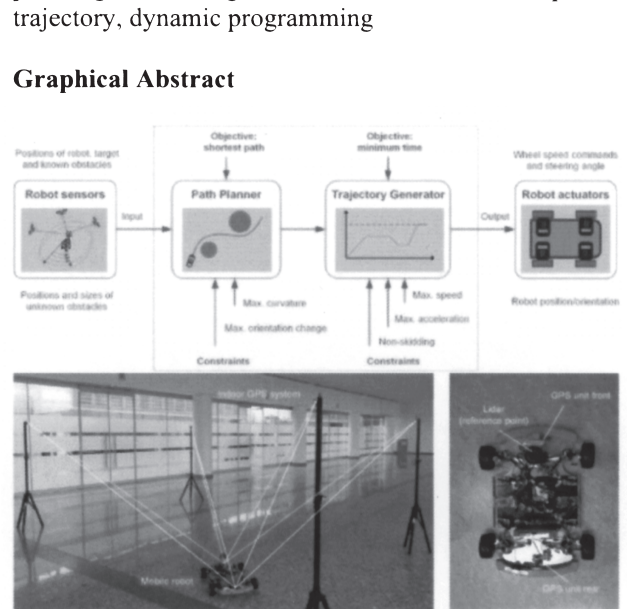 trajectory, dynamic programming
Graphical Abstract
Objective:
shortest path
Objective:
minimum time
Positions of robot, target
and known obstacles
Wheel speed commands
and steering angle
Robot sensors
Path Planner
Trajectory Generator
Robot actuators
Input
Output
Positions and sizes of
unknown obstacles
Max. curvature
Max. speed
Robot position/orientation
Max. orientation change
Max. acceleration
Non-skidding
Constraints
Constraints
Indoor GPS system
GPS unit front
Lidar
(reference point)
Mobile robot
GPS unit rear